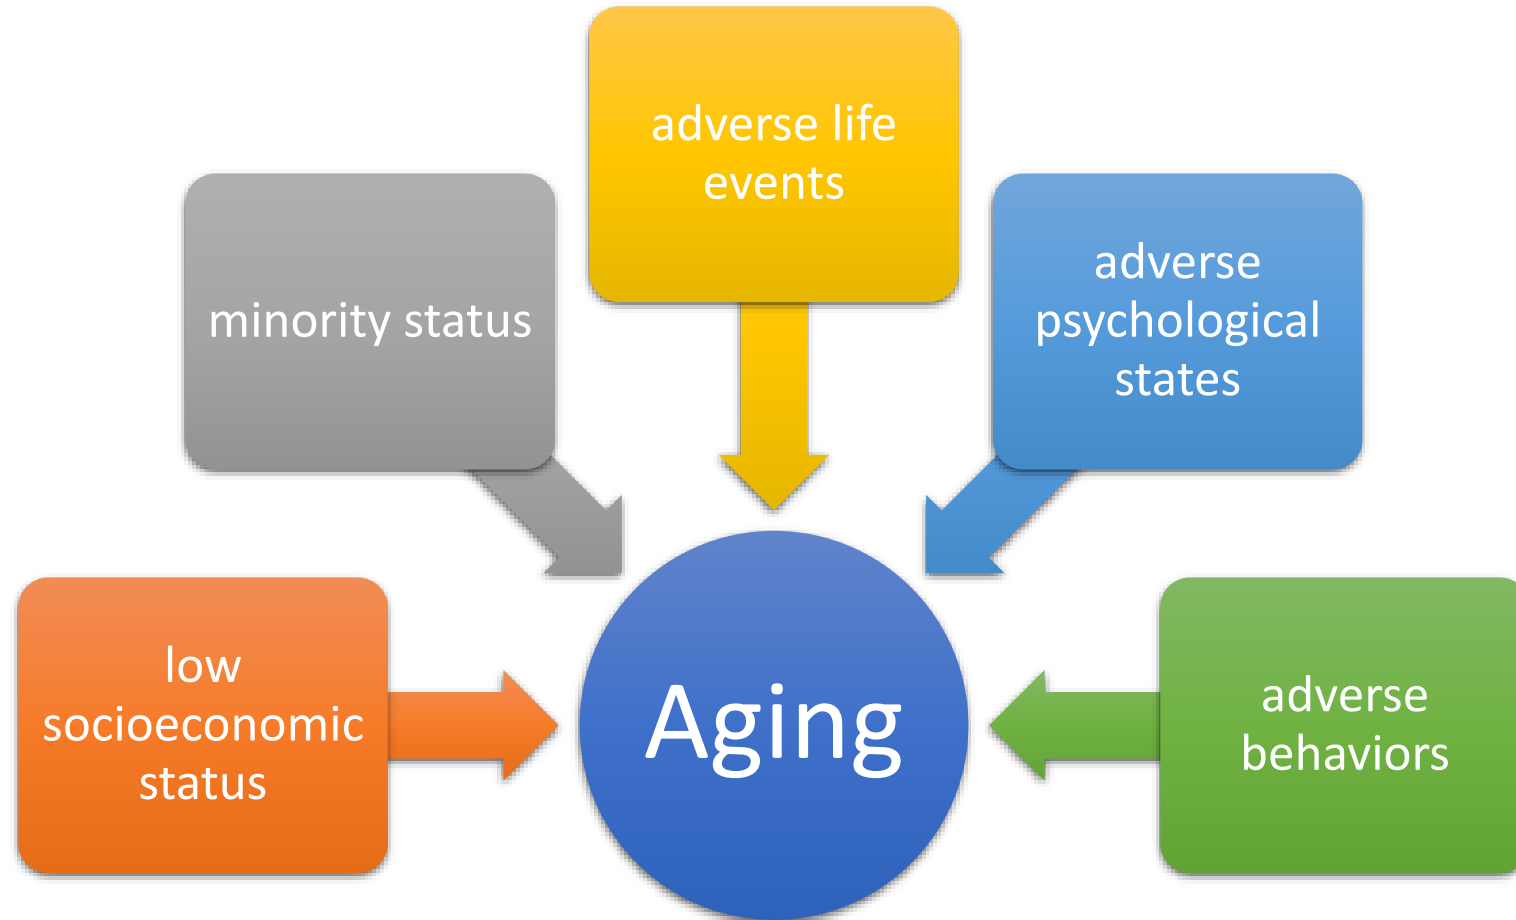 adverse life
events
minority status
adverse
psychological
states
low
socioeconomic
status
Aging
adverse
behaviors